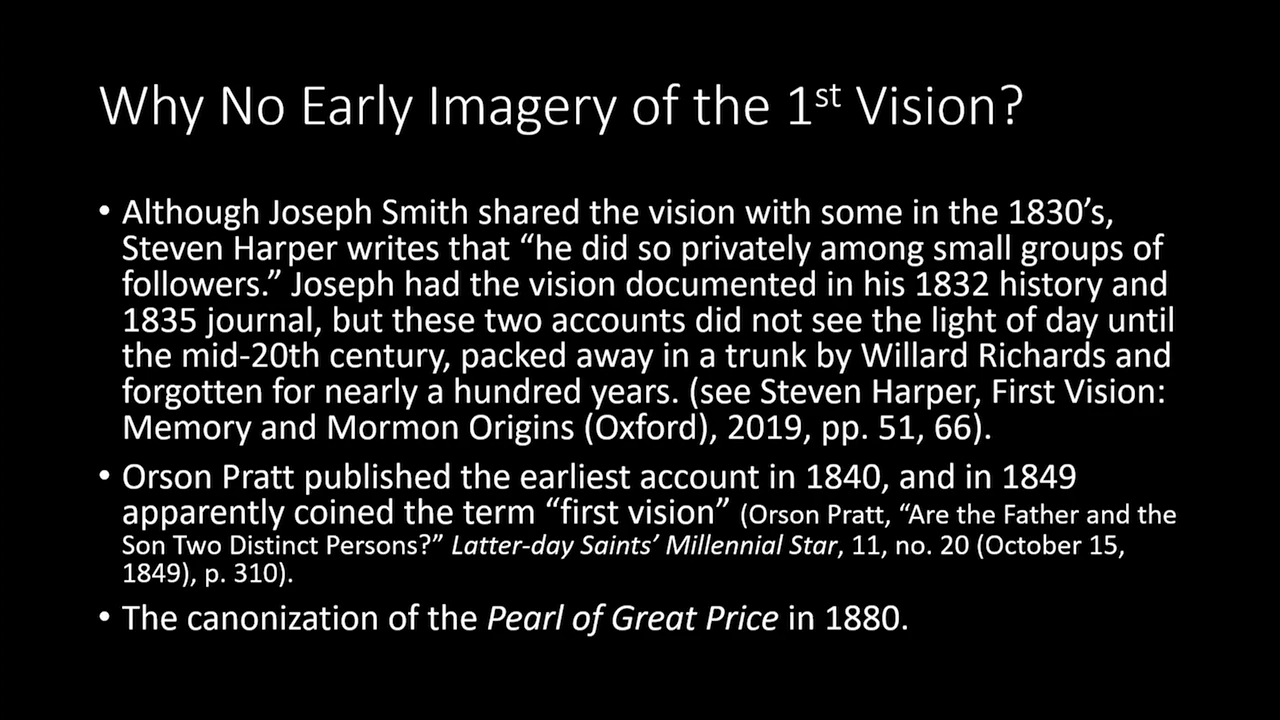 Why No Early Imagery of the 1st Vision?
• Although Joseph Smith shared the vision with some in the 1830’s,
Steven Harper writes that “he did so privately among small groups of
followers.” Joseph had the vision documented in his 1832 history and
1835 journal, but these two accounts did not see the light of day until
the mid-20th century, packed away in a trunk by Willard Richards and
forgotten for nearly a hundred years. (see Steven Harper, First Vision:
Memory and Mormon Origins (Oxford), 2019, pp. 51, 66).
• Orson Pratt published the earliest account in 1840, and in 1849
apparently coined the term “first vision” (Orson Pratt, “Are the Father and the
Son Two Distinct Persons?” Latter-day Saints’ Millennial Star, 11, no. 20 (October 15,
1849), p. 310).
• The canonization of the Pearl of Great Price in 1880.